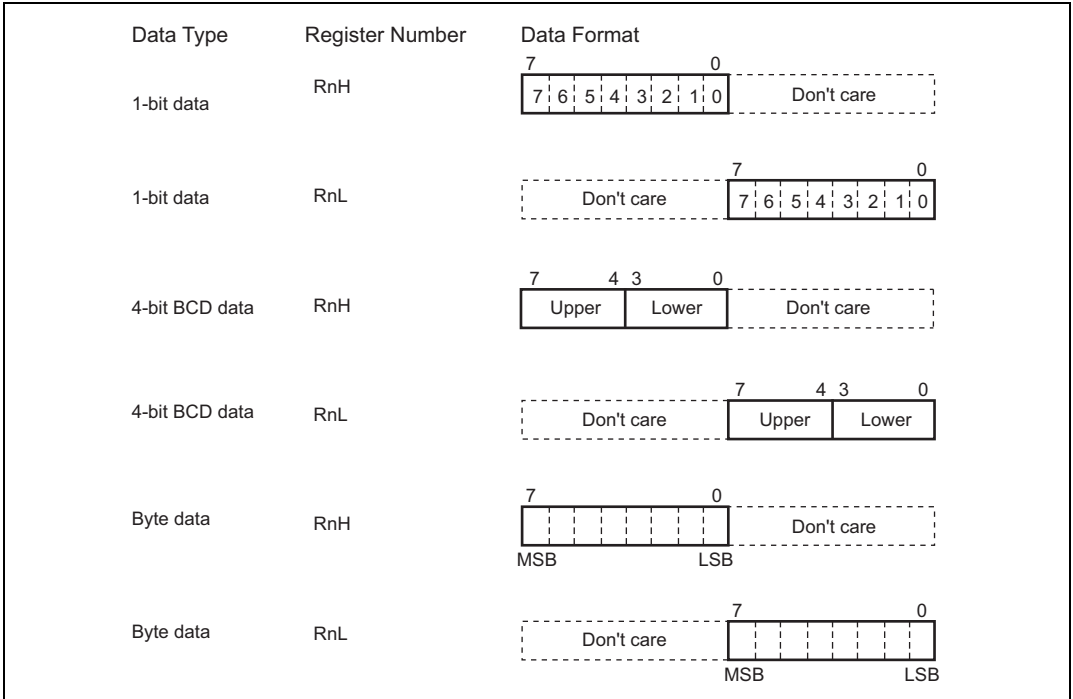 Data Type Register Number Data Format
7 0
1-bit data RnH 7 6 5 4 3 2 1 0 Don't care
7 0
1-bit data RnL Don't care 7 6 5 4 3 2 1 0
7 4 3 0
4-bit BCD data RnH Upper Lower Don't care
7 4 3 0
4-bit BCD data RnL Don't care Upper Lower
7 0
Byte data RnH Don't care
MSB LSB
7 0
Byte data RnL Don't care
MSB LSB